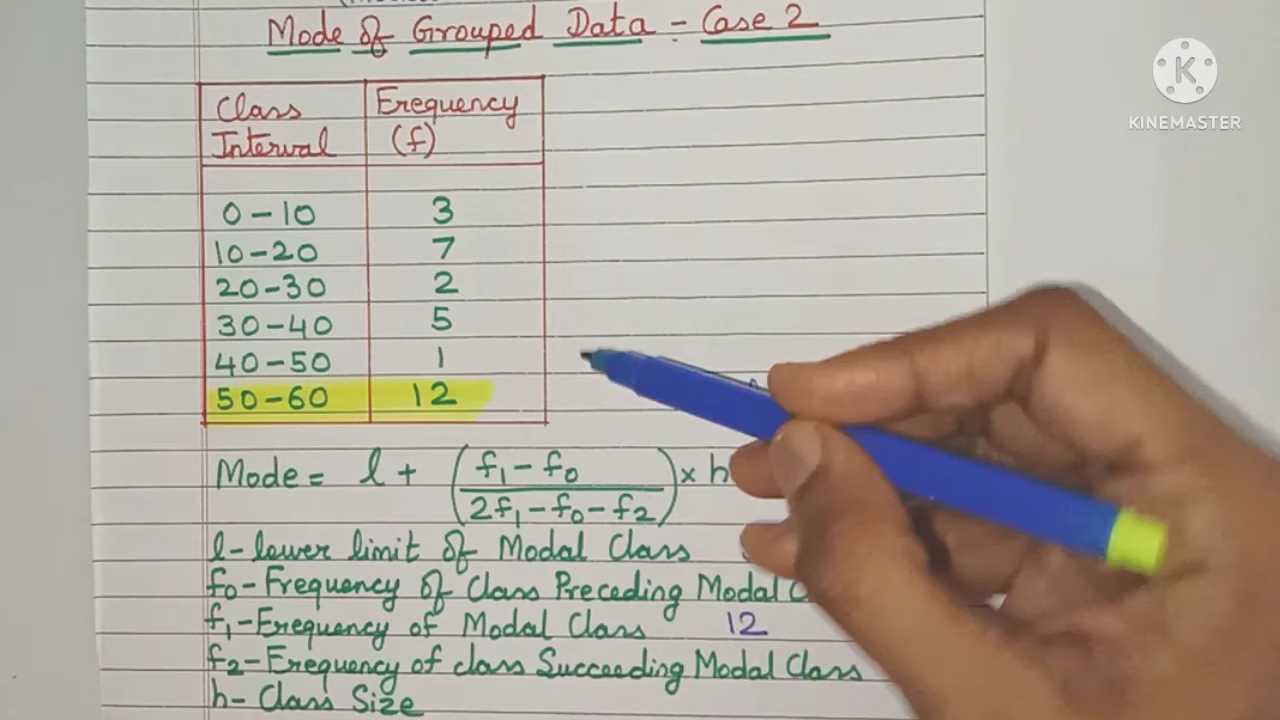 Mode of Grouped Data - Case 2
Class Interval Frequency (f)
0-10 3
10-20 7
20-30 2
30-40 5
40-50 1
50-60 12
Mode = l + (f₁ - f₀ / 2f₁ - f₀ - f₂) × h
l - lower limit of Modal Class
f₀ - Frequency of Class Preceding Modal
f₁ - Frequency of Modal Class 12
f₂ - Frequency of class Succeeding Modal Class
h - Class Size
K
KINEMASTER